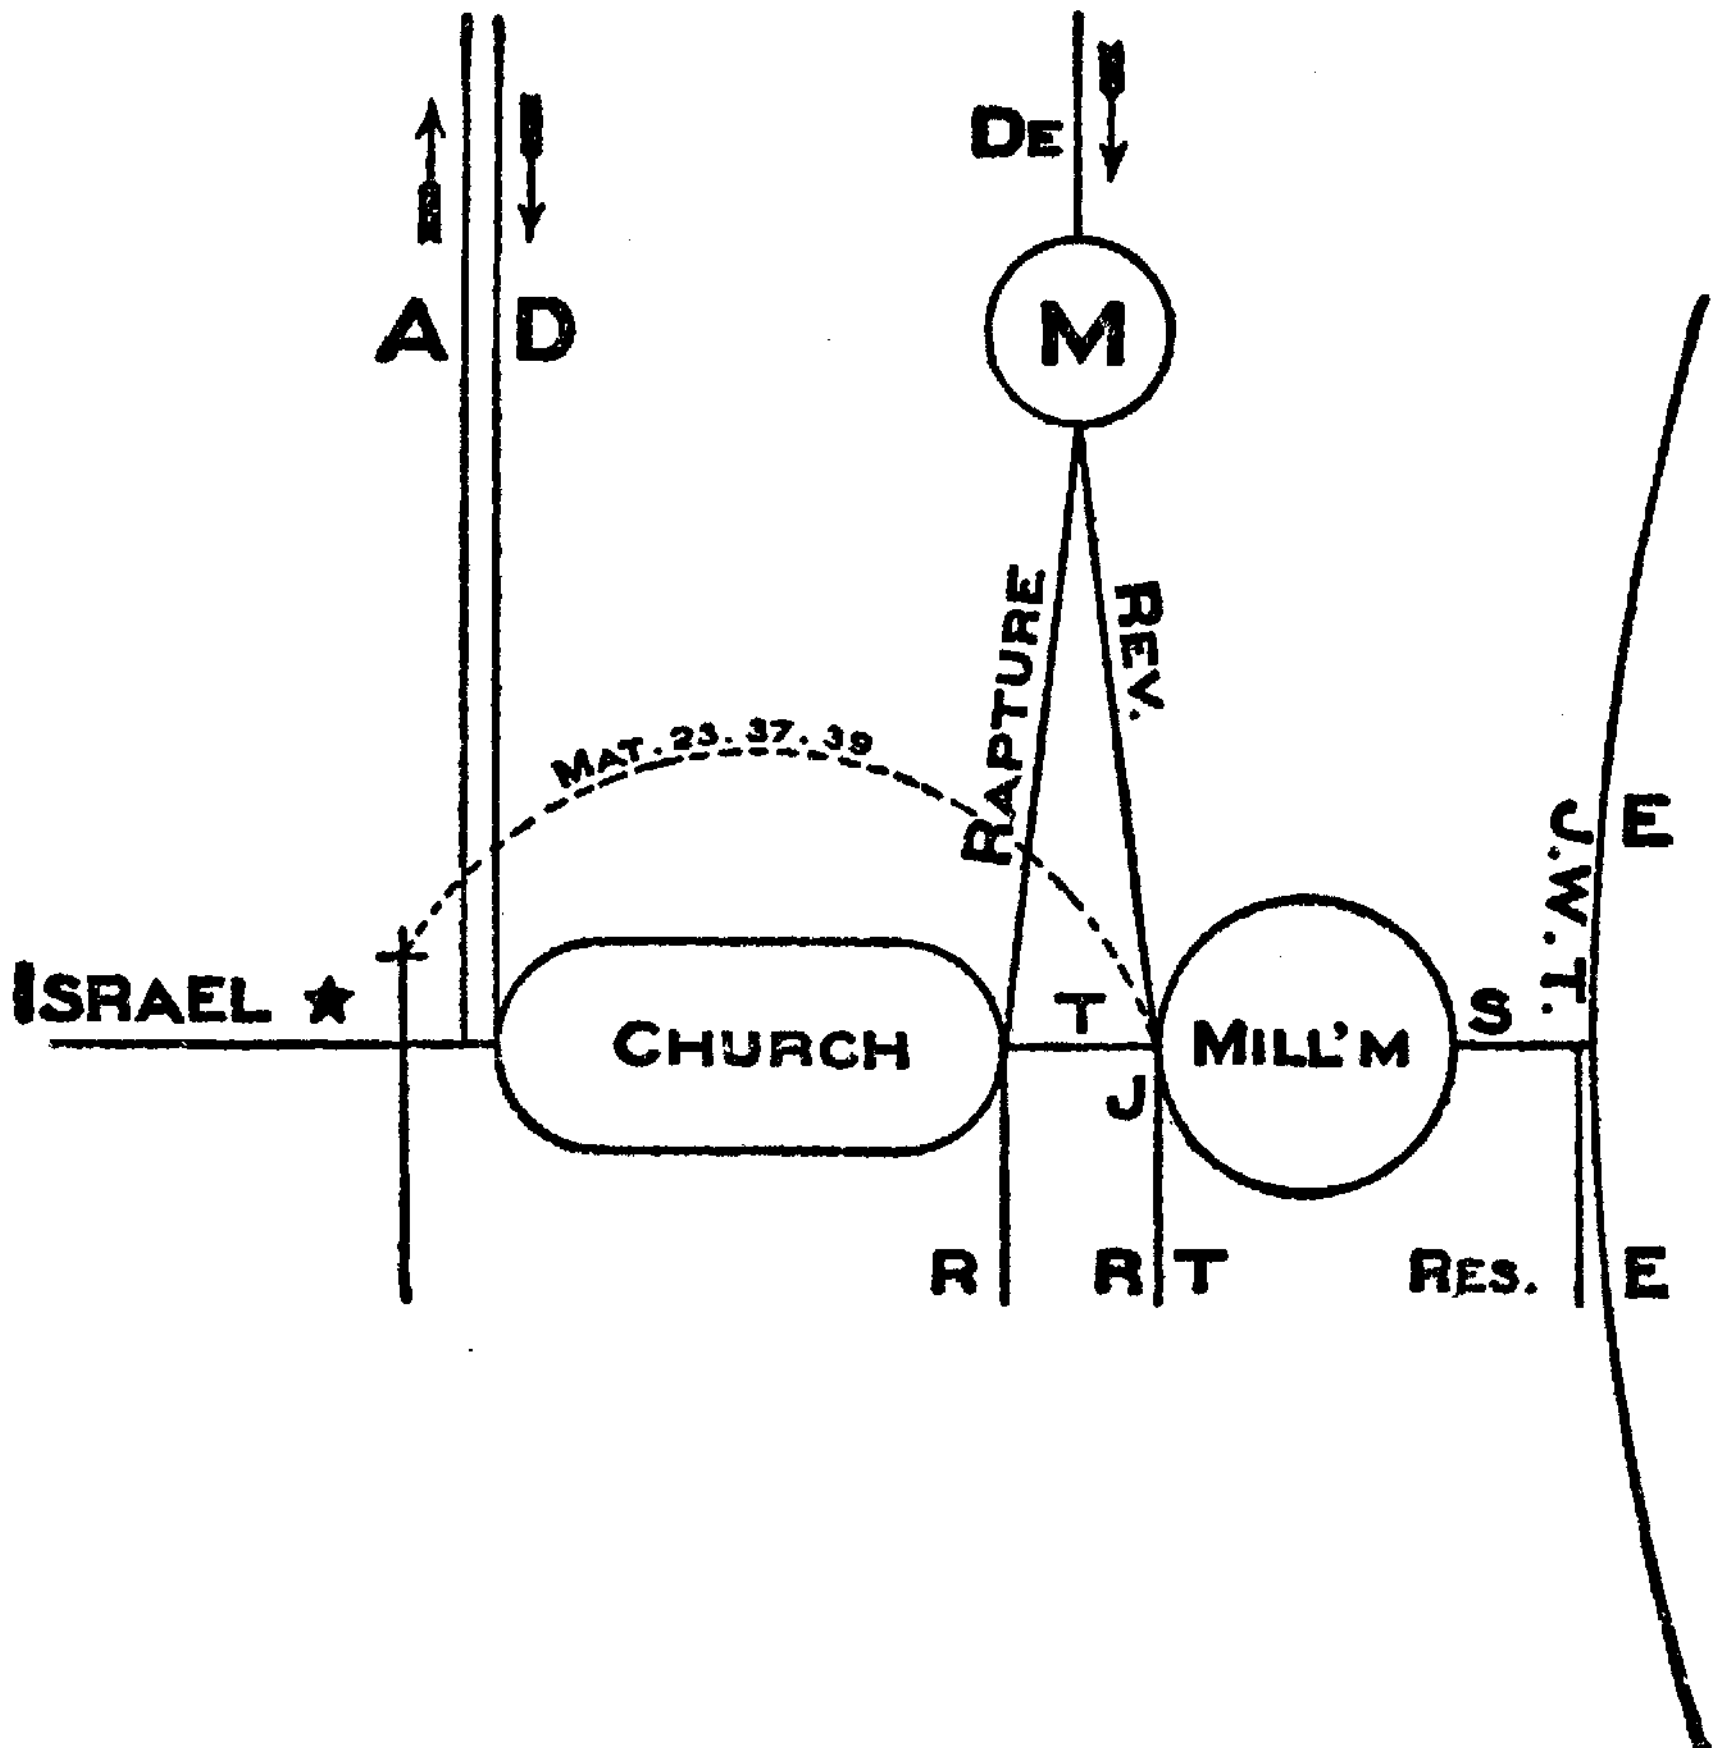 DE
M
A D
RAPTURE
REV.
MAT. 23. 37. 39
J.W.T.
E
ISRAEL ★
CHURCH
T
J
MILL'M
S
R
R T
RES.
E